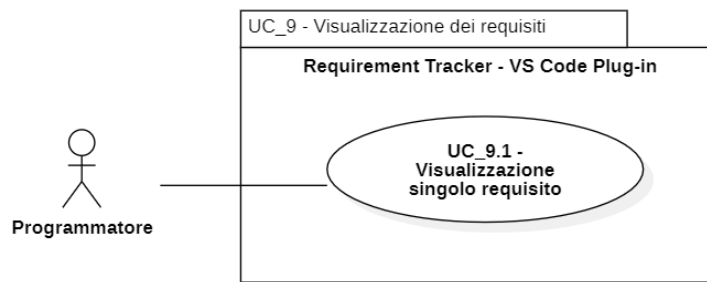 UC_9 - Visualizzazione dei requisiti
Requirement Tracker - VS Code Plug-in
UC_9.1 -
Visualizzazione
singolo requisito
Programmatore